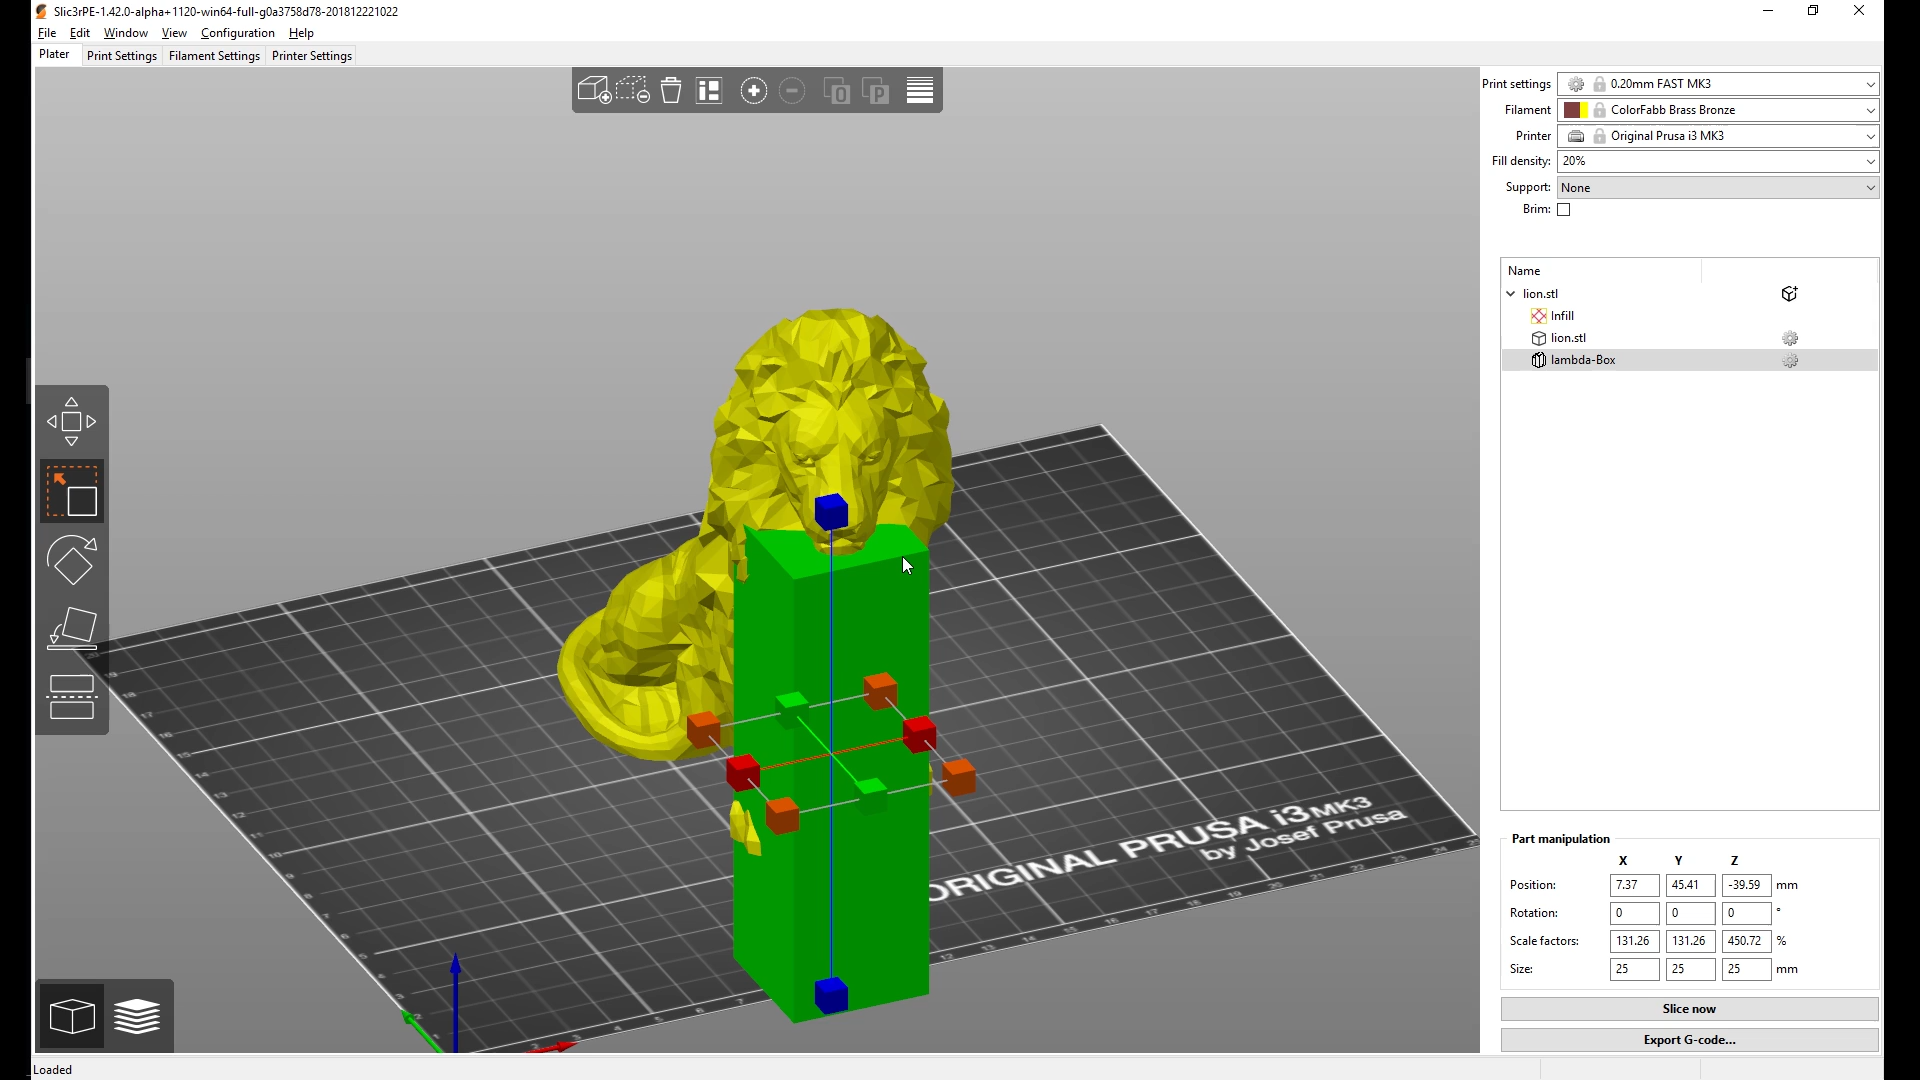 Slic3rPE-1.42.0-alpha+1120-win64-full-g0a3758d78-201812221022
File Edit Window View Configuration Help
Plater Print Settings Filament Settings Printer Settings
Print settings 0.20mm FAST MK3
Filament ColorFabb Brass Bronze
Printer Original Prusa i3 MK3
Fill density: 20%
Support: None
Brim:
Name
lion.stl
Infill
lion.stl
lambda-Box
ORIGINAL PRUSA i3 MK3
by Josef Prusa
Part manipulation
X Y Z
Position: 7.37 45.41 -39.59 mm
Rotation: 0 0 0 °
Scale factors: 131.26 131.26 450.72 %
Size: 25 25 25 mm
Slice now
Export G-code...
Loaded